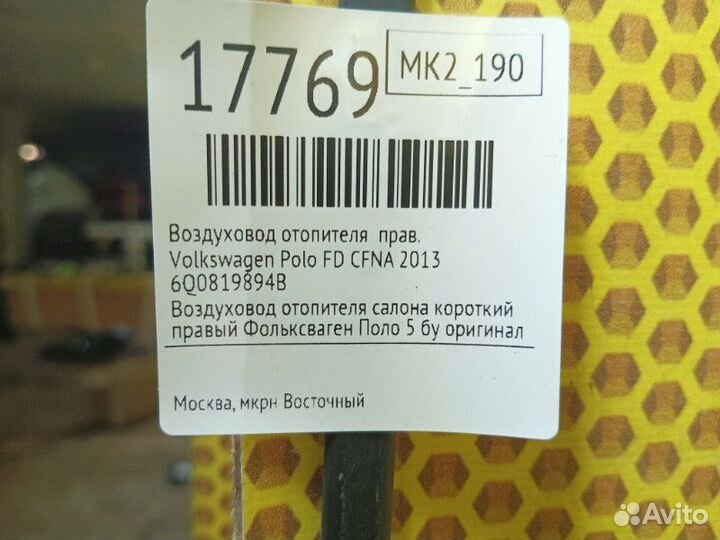 17769
MK2_190
Воздуховод отопителя прав.
Volkswagen Polo FD CFNA 2013
6Q0819894B
Воздуховод отопителя салона короткий
правый Фольксваген Поло 5 бу оригинал
Москва, мкрн Восточный
Avito